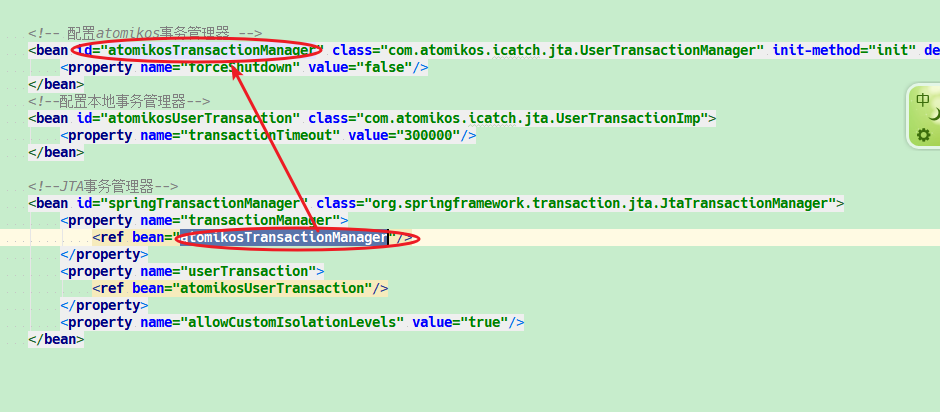 <!-- 配置atomikos事务管理器 -->
<bean id="atomikosTransactionManager" class="com.atomikos.icatch.jta.UserTransactionManager" init-method="init" de
<property name="forceShutdown" value="false"/>
</bean>
<!--配置本地事务管理器-->
<bean id="atomikosUserTransaction" class="com.atomikos.icatch.jta.UserTransactionImp">
<property name="transactionTimeout" value="300000"/>
</bean>
<!--JTA事务管理器-->
<bean id="springTransactionManager" class="org.springframework.transaction.jta.JtaTransactionManager">
<property name="transactionManager">
<ref bean="atomikosTransactionManager"/>
</property>
<property name="userTransaction">
<ref bean="atomikosUserTransaction"/>
</property>
<property name="allowCustomIsolationLevels" value="true"/>
</bean>
中